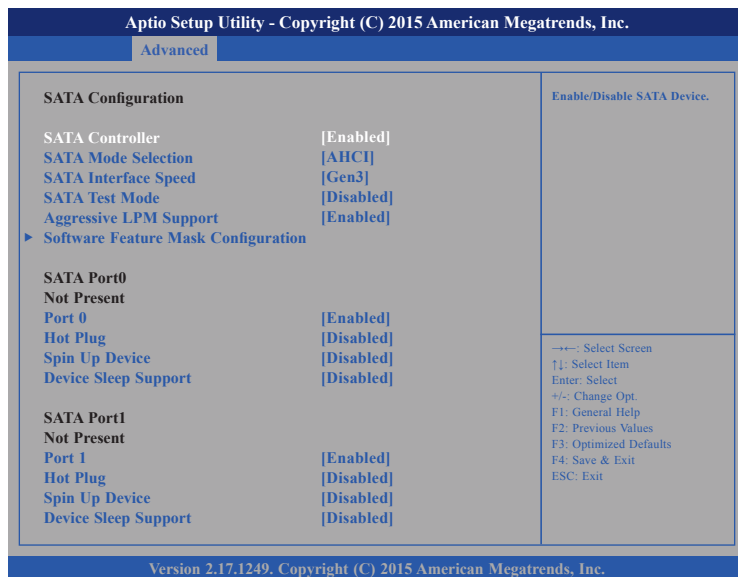 Aptio Setup Utility - Copyright (C) 2015 American Megatrends, Inc.
Advanced
SATA Configuration
SATA Controller [Enabled]
SATA Mode Selection [AHCI]
SATA Interface Speed [Gen3]
SATA Test Mode [Disabled]
Aggressive LPM Support [Enabled]
▶ Software Feature Mask Configuration
SATA Port0
Not Present
Port 0 [Enabled]
Hot Plug [Disabled]
Spin Up Device [Disabled]
Device Sleep Support [Disabled]
SATA Port1
Not Present
Port 1 [Enabled]
Hot Plug [Disabled]
Spin Up Device [Disabled]
Device Sleep Support [Disabled]
Enable/Disable SATA Device.
→←: Select Screen
↑↓: Select Item
Enter: Select
+/-: Change Opt.
F1: General Help
F2: Previous Values
F3: Optimized Defaults
F4: Save & Exit
ESC: Exit
Version 2.17.1249. Copyright (C) 2015 American Megatrends, Inc.